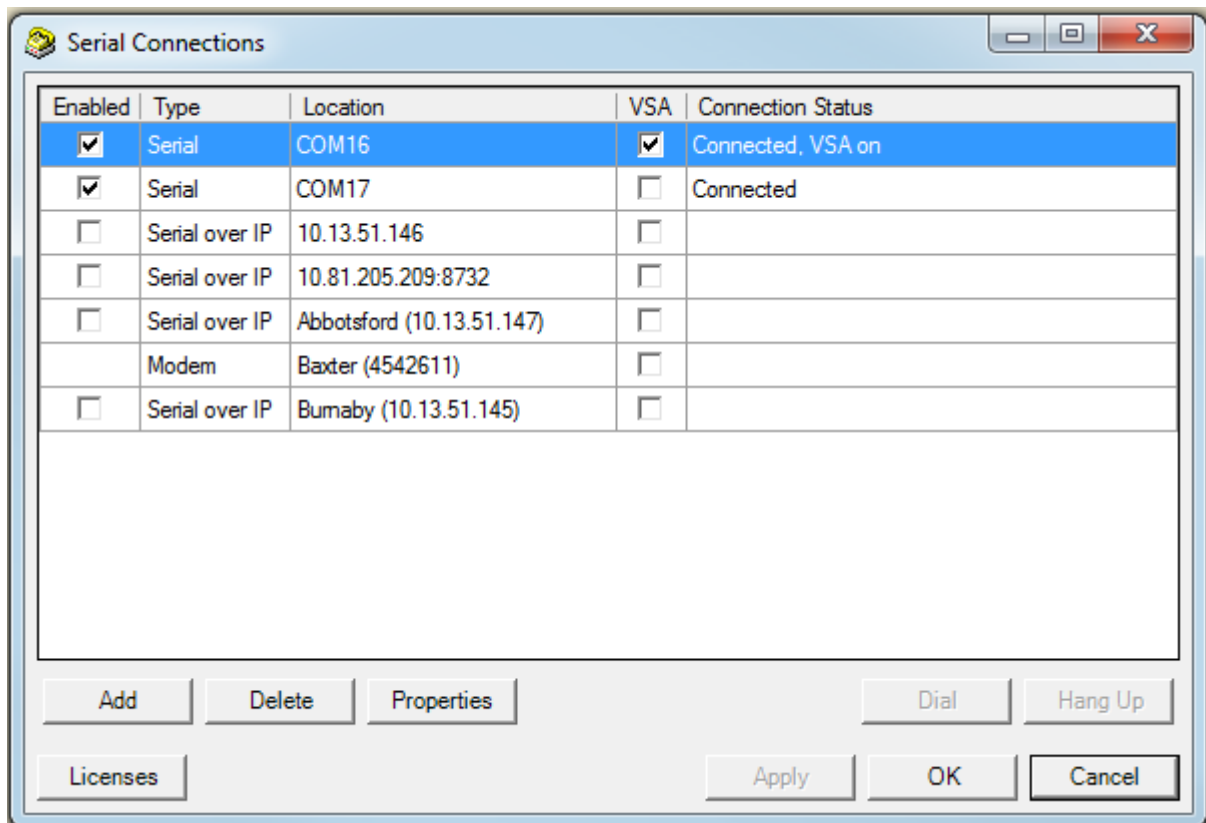 Serial Connections
Enabled Type Location VSA Connection Status
Serial COM16 Connected, VSA on
Serial COM17 Connected
Serial over IP 10.13.51.146
Serial over IP 10.81.205.209:8732
Serial over IP Abbotsford (10.13.51.147)
Modem Baxter (4542611)
Serial over IP Burnaby (10.13.51.145)
Add Delete Properties Dial Hang Up
Licenses Apply OK Cancel